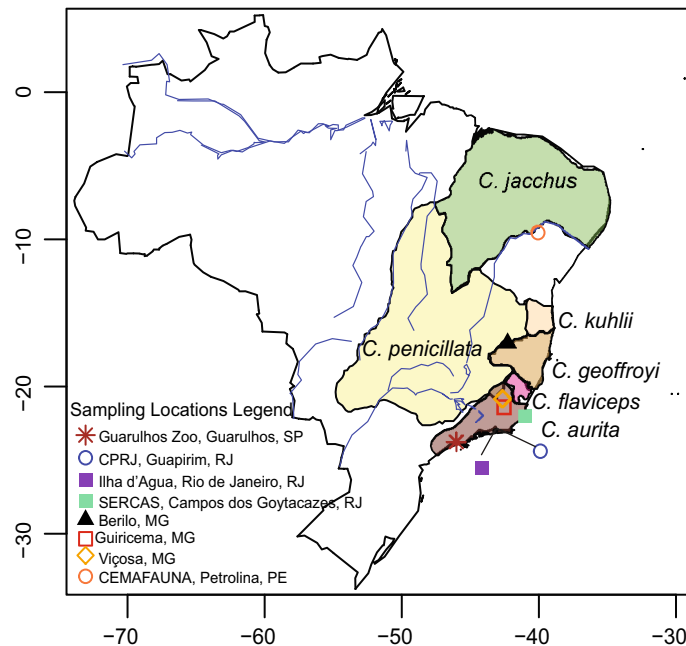 0
−10
−20
−30
C. jacchus
C. kuhlii
C. penicillata
C. geoffroyi
C. flaviceps
C. aurita
Sampling Locations Legend
Guarulhos Zoo, Guarulhos, SP
CPRJ, Guapirim, RJ
Ilha d'Agua, Rio de Janeiro, RJ
SERCAS, Campos dos Goytacazes, RJ
Berilo, MG
Guiricema, MG
Viçosa, MG
CEMAFAUNA, Petrolina, PE
−70 −60 −50 −40 −30